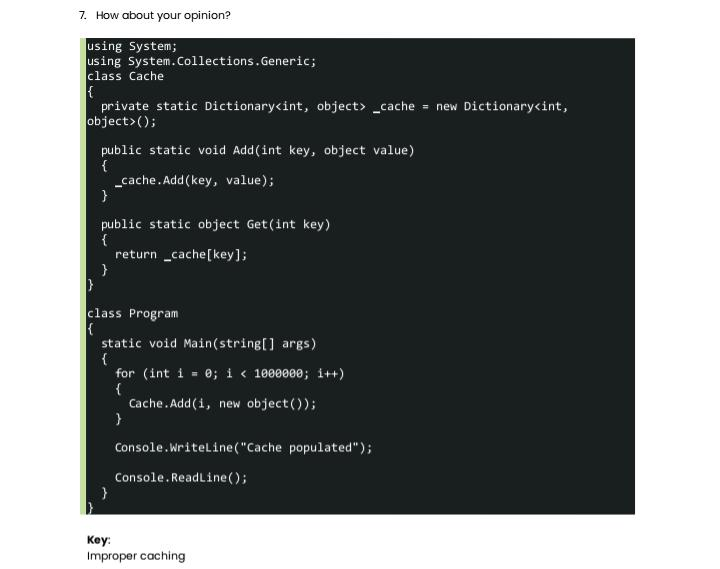 7. How about your opinion?
using System;
using System.Collections.Generic;
class Cache
{
private static Dictionary<int, object> _cache = new Dictionary<int,
object>();
public static void Add(int key, object value)
{
_cache.Add(key, value);
}
public static object Get(int key)
{
return _cache[key];
}
}
class Program
{
static void Main(string[] args)
{
for (int i = 0; i < 1000000; i++)
{
Cache.Add(i, new object());
}
Console.WriteLine("Cache populated");
Console.ReadLine();
}
}
Key:
Improper caching